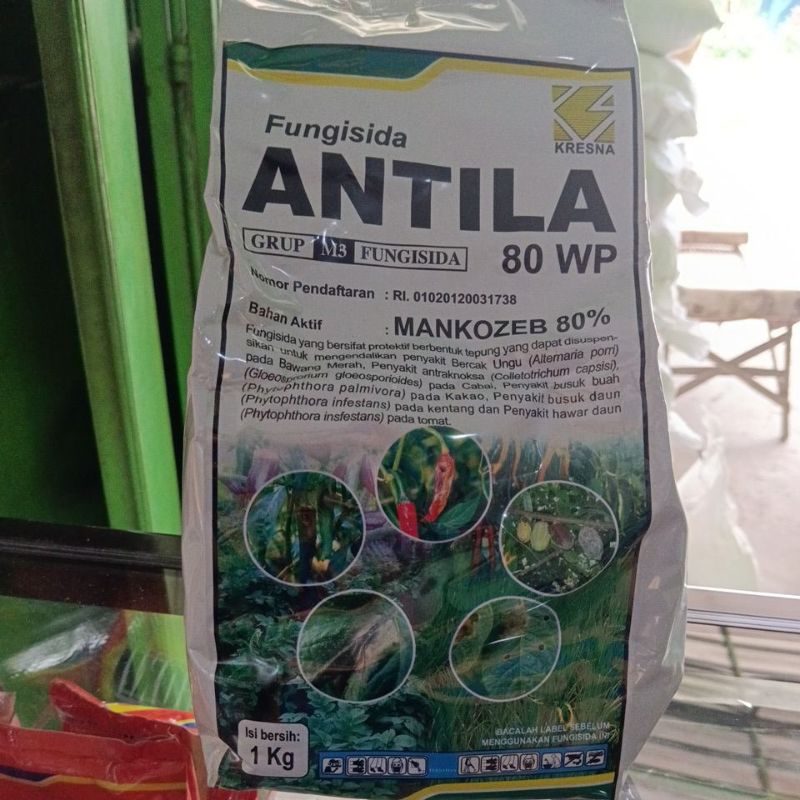 Fungisida
KRESNA
ANTILA
GRUP M3 FUNGISIDA
80 WP
Nomor Pendaftaran : RI. 01020120031738
Bahan Aktif : MANKOZEB 80%
Fungisida yang bersifat protektif berbentuk tepung yang dapat disuspen-
sikan untuk mengendalikan penyakit Bercak Ungu (Alternaria porri)
pada Bawang Merah, Penyakit antraknoksa (Colletotrichum capsisi),
(Gloeosporium gloeosporioides) pada Cabai, Penyakit busuk buah
(Phytophthora palmivora) pada Kakao, Penyakit busuk daun
(Phytophthora infestans) pada kentang dan Penyakit hawar daun
(Phytophthora insfestans) pada tomat.
BACALAH LABEL SEBELUM
MENGGUNAKAN FUNGISIDA INI
Isi bersih:
1 Kg